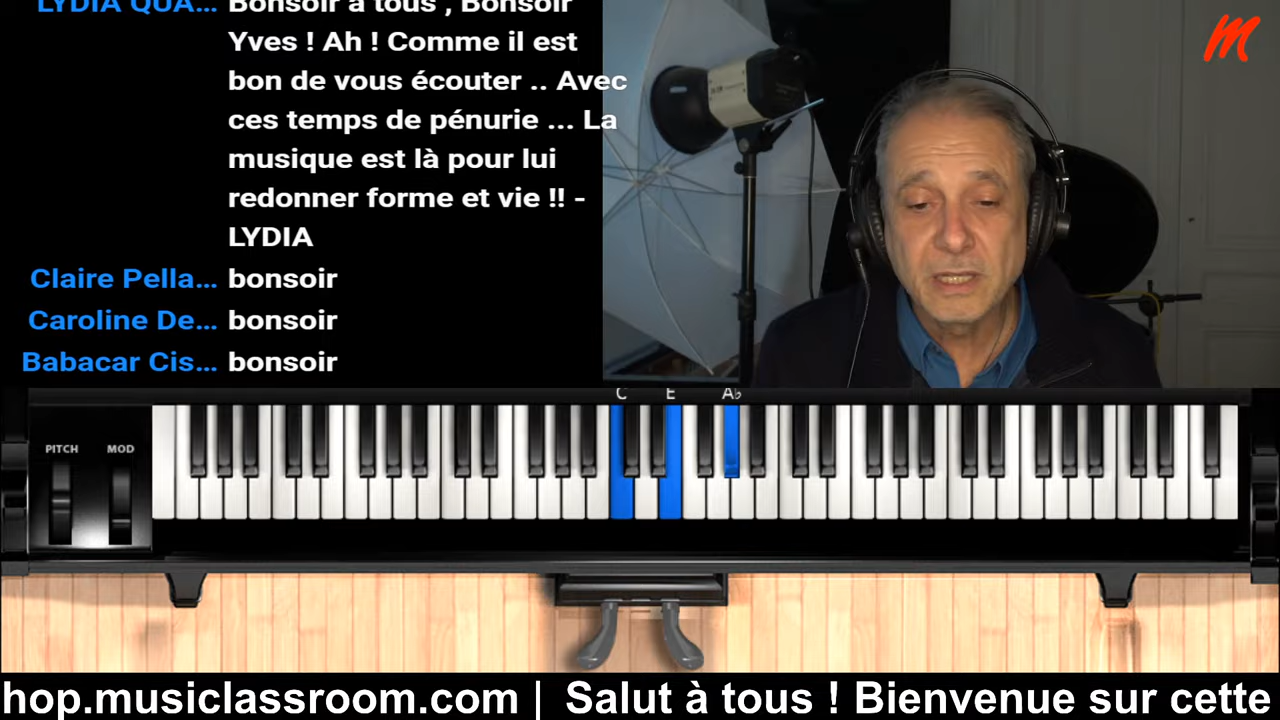 LYDIA QUA... Bonsoir à tous , Bonsoir
Yves ! Ah ! Comme il est
bon de vous écouter .. Avec
ces temps de pénurie ... La
musique est là pour lui
redonner forme et vie !! -
LYDIA
Claire Pella... bonsoir
Caroline De... bonsoir
Babacar Cis... bonsoir
M
C E A♭
PITCH MOD
hop.musiclassroom.com | Salut à tous ! Bienvenue sur cette